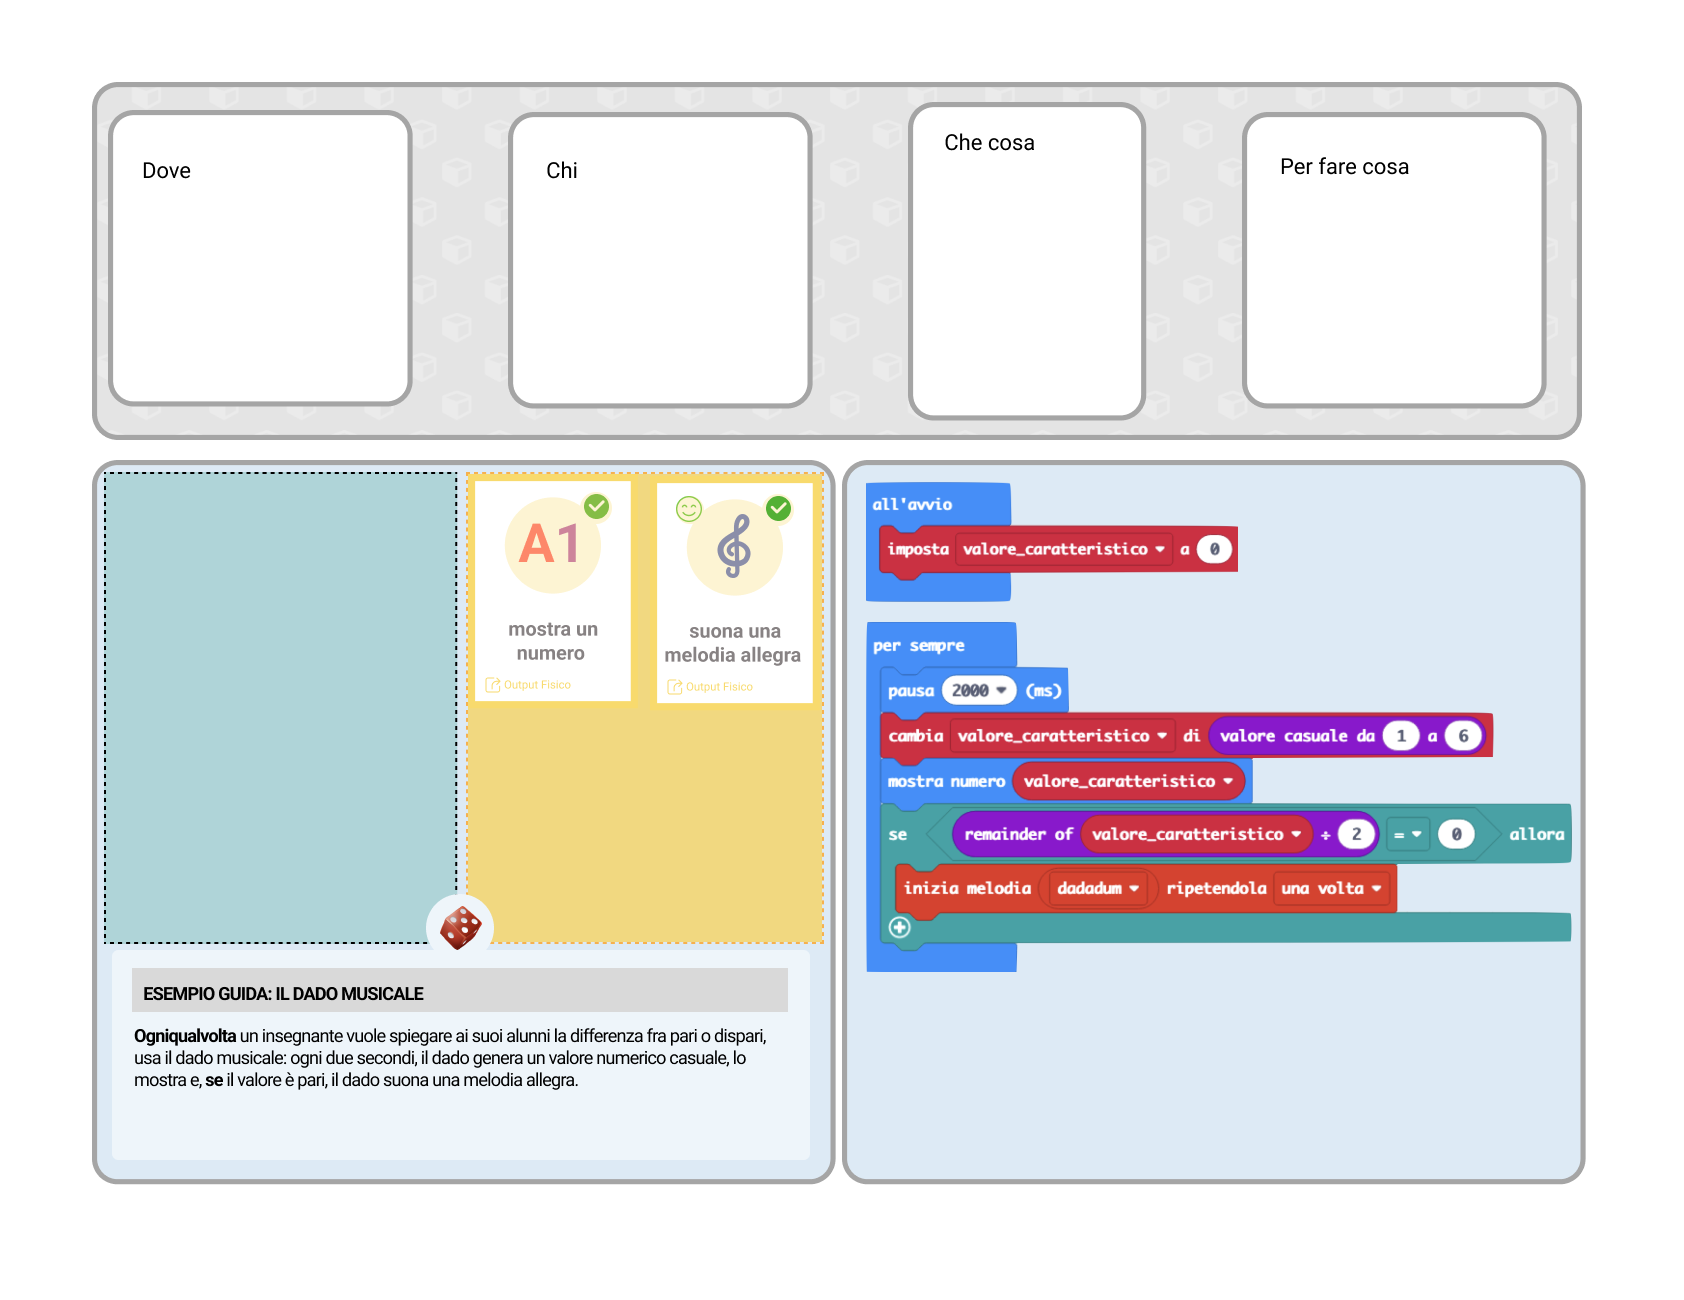 Dove
Chi
Che cosa
Per fare cosa
A1
mostra un
numero
Output Fisico
suona una
melodia allegra
Output Fisico
ESEMPIO GUIDA: IL DADO MUSICALE
Ogniqualvolta un insegnante vuole spiegare ai suoi alunni la differenza fra pari o dispari,
usa il dado musicale: ogni due secondi, il dado genera un valore numerico casuale, lo
mostra e, se il valore è pari, il dado suona una melodia allegra.
all'avvio
imposta valore_caratteristico a 0
per sempre
pausa 2000 (ms)
cambia valore_caratteristico di valore casuale da 1 a 6
mostra numero valore_caratteristico
se remainder of valore_caratteristico ÷ 2 = 0 allora
inizia melodia dadadum ripetendola una volta